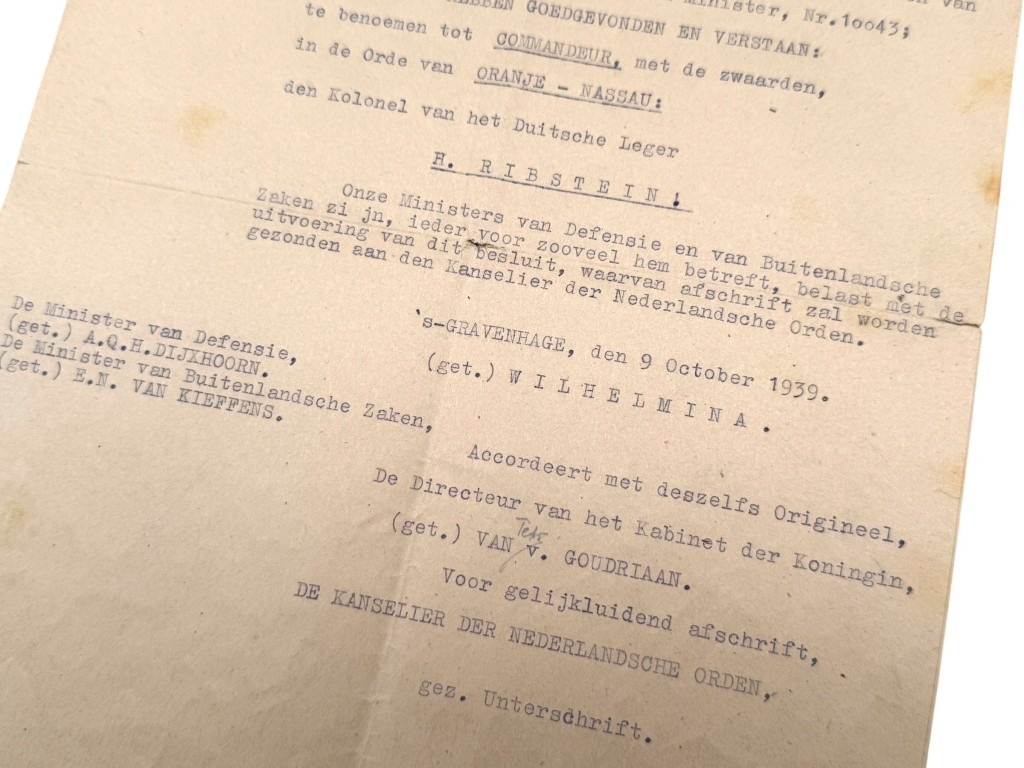 van
Minister, Nr.10043;
HEBBEN GOEDGEVONDEN EN VERSTAAN:
te benoemen tot COMMANDEUR, met de zwaarden,
in de Orde van ORANJE - NASSAU:
den Kolonel van het Duitsche Leger
H. RIBSTEIN!
Onze Ministers van Defensie en van Buitenlandsche
Zaken zi jn, ieder voor zooveel hem betreft, belast met de
uitvoering van dit besluit, waarvan afschrift zal worden
gezonden aan den Kanselier der Nederlandsche Orden.
's-GRAVENHAGE, den 9 October 1939.
(get.) WILHELMINA.
De Minister van Defensie,
(get.) A.Q.H.DIJXHOORN.
De Minister van Buitenlandsche Zaken,
(get.) E.N. VAN KIEFFENS.
Accordeert met deszelfs Origineel,
De Directeur van het Kabinet der Koningin,
(get.) VAN v. GOUDRIAAN.
Voor gelijkluidend afschrift,
DE KANSELIER DER NEDERLANDSCHE ORDEN,
gez. Unterschrift.